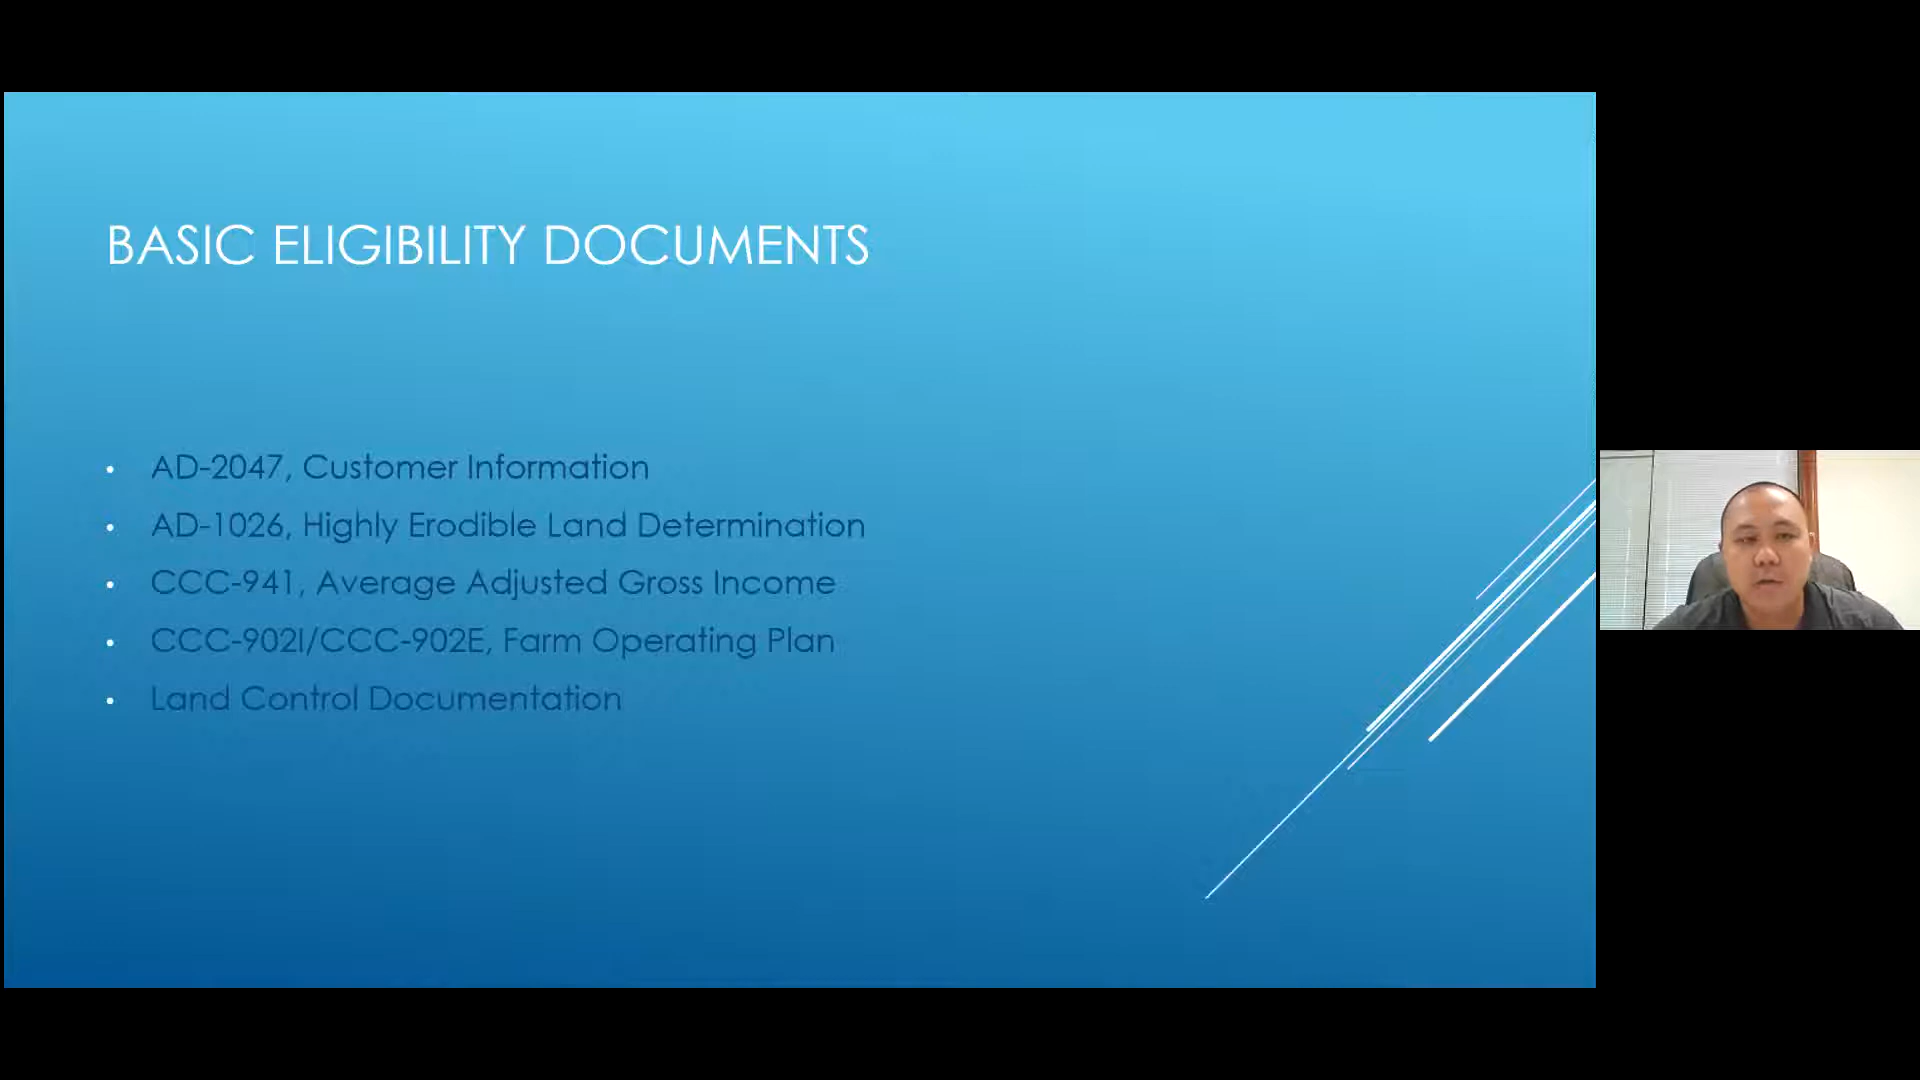 BASIC ELIGIBILITY DOCUMENTS
• AD-2047, Customer Information
• AD-1026, Highly Erodible Land Determination
• CCC-941, Average Adjusted Gross Income
• CCC-902I/CCC-902E, Farm Operating Plan
• Land Control Documentation